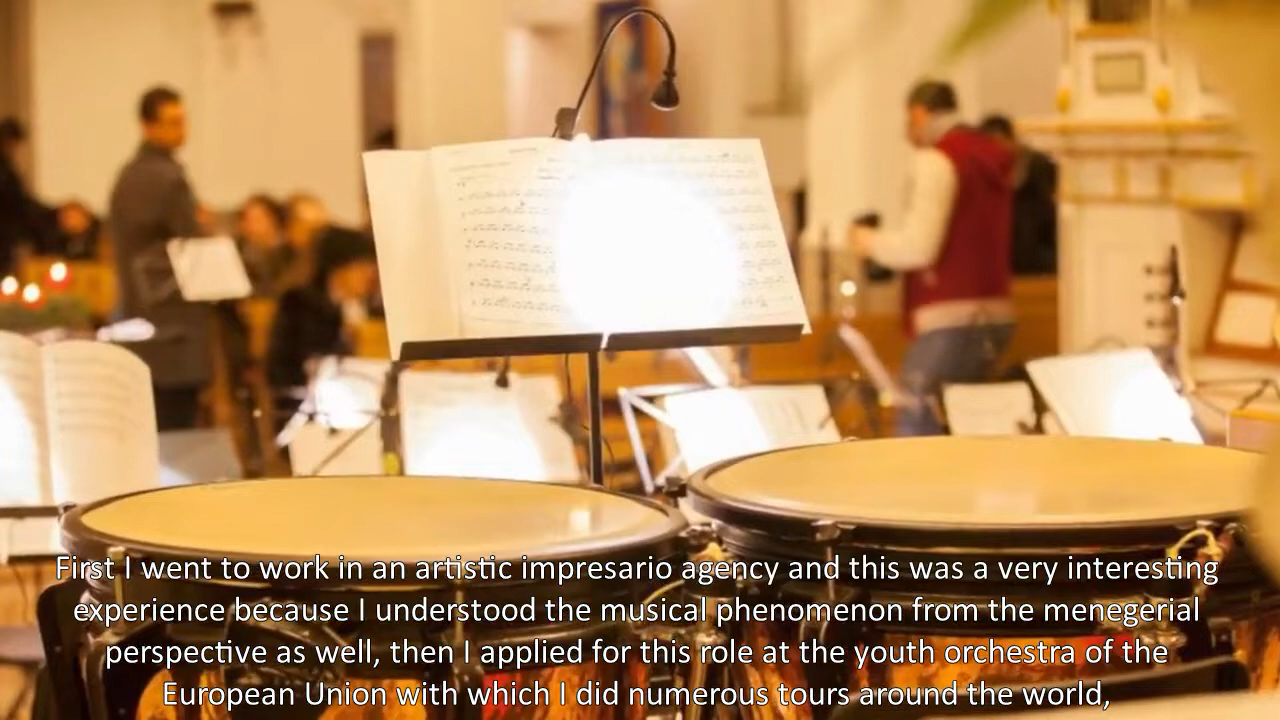 First I went to work in an artistic impresario agency and this was a very interesting
experience because I understood the musical phenomenon from the menegerial
perspective as well, then I applied for this role at the youth orchestra of the
European Union with which I did numerous tours around the world,